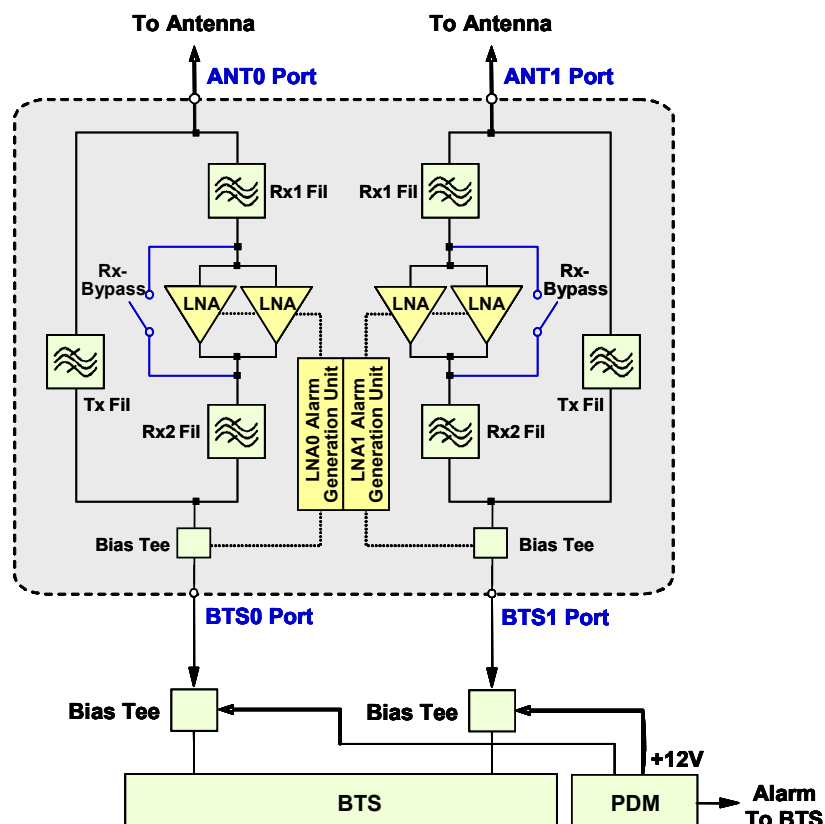 To Antenna
To Antenna
ANT0 Port
ANT1 Port
Rx1 Fil
Rx1 Fil
Rx-
Bypass
Rx-
Bypass
LNA
LNA
LNA
LNA
Tx Fil
Tx Fil
LNA0 Alarm
Generation Unit
LNA1 Alarm
Generation Unit
Rx2 Fil
Rx2 Fil
Bias Tee
Bias Tee
BTS0 Port
BTS1 Port
Bias Tee
Bias Tee
+12V
BTS
PDM
Alarm
To BTS